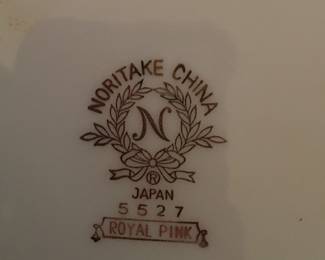 NORITAKE CHINA
N
®
JAPAN
5527
ROYAL PINK